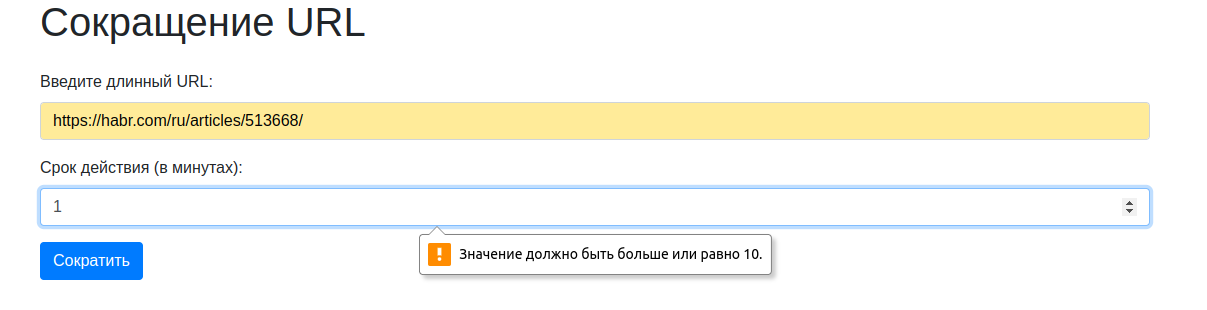 Сокращение URL
Введите длинный URL:
https://habr.com/ru/articles/513668/
Срок действия (в минутах):
1
Значение должно быть больше или равно 10.
Сократить